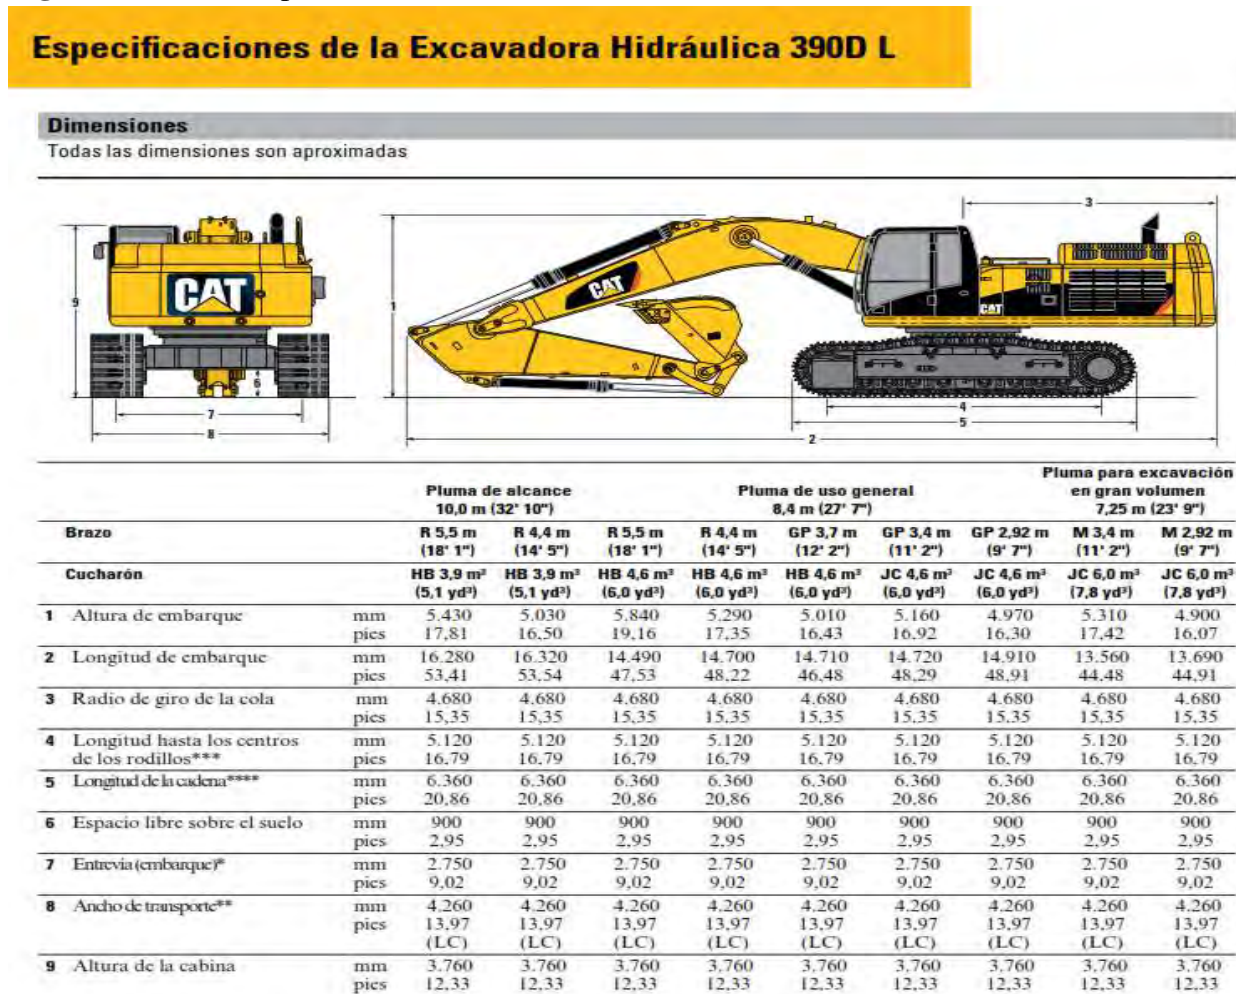 Especificaciones de la Excavadora Hidráulica 390D L
Dimensiones
Todas las dimensiones son aproximadas
9
CAT
6
7
8
1
CAT
3
CAT
4
5
2
Pluma de alcance Pluma de uso general Pluma para excavación
10,0 m (32' 10") 8,4 m (27' 7") en gran volumen
7,25 m (23' 9")
Brazo R 5,5 m R 4,4 m R 5,5 m R 4,4 m GP 3,7 m GP 3,4 m GP 2,92 m M 3,4 m M 2,92 m
(18' 1") (14' 5") (18' 1") (14' 5") (12' 2") (11' 2") (9' 7") (11' 2") (9' 7")
Cucharón HB 3,9 m³ HB 3,9 m³ HB 4,6 m³ HB 4,6 m³ HB 4,6 m³ JC 4,6 m³ JC 4,6 m³ JC 6,0 m³ JC 6,0 m³
(5,1 yd³) (5,1 yd³) (6,0 yd³) (6,0 yd³) (6,0 yd³) (6,0 yd³) (6,0 yd³) (7,8 yd³) (7,8 yd³)
1 Altura de embarque mm 5.430 5.030 5.840 5.290 5.010 5.160 4.970 5.310 4.900
pies 17,81 16,50 19,16 17,35 16,43 16,92 16,30 17,42 16,07
2 Longitud de embarque mm 16.280 16.320 14.490 14.700 14.710 14.720 14.910 13.560 13.690
pies 53,41 53,54 47,53 48,22 46,48 48,29 48,91 44,48 44,91
3 Radio de giro de la cola mm 4.680 4.680 4.680 4.680 4.680 4.680 4.680 4.680 4.680
pies 15,35 15,35 15,35 15,35 15,35 15,35 15,35 15,35 15,35
4 Longitud hasta los centros mm 5.120 5.120 5.120 5.120 5.120 5.120 5.120 5.120 5.120
de los rodillos*** pies 16,79 16,79 16,79 16,79 16,79 16,79 16,79 16,79 16,79
5 Longitud de la cadena**** mm 6.360 6.360 6.360 6.360 6.360 6.360 6.360 6.360 6.360
pies 20,86 20,86 20,86 20,86 20,86 20,86 20,86 20,86 20,86
6 Espacio libre sobre el suelo mm 900 900 900 900 900 900 900 900 900
pies 2,95 2,95 2,95 2,95 2,95 2,95 2,95 2,95 2,95
7 Entrevía (embarque)* mm 2.750 2.750 2.750 2.750 2.750 2.750 2.750 2.750 2.750
pies 9,02 9,02 9,02 9,02 9,02 9,02 9,02 9,02 9,02
8 Ancho de transporte** mm 4.260 4.260 4.260 4.260 4.260 4.260 4.260 4.260 4.260
pies 13,97 13,97 13,97 13,97 13,97 13,97 13,97 13,97 13,97
(LC) (LC) (LC) (LC) (LC) (LC) (LC) (LC) (LC)
9 Altura de la cabina mm 3.760 3.760 3.760 3.760 3.760 3.760 3.760 3.760 3.760
pies 12,33 12,33 12,33 12,33 12,33 12,33 12,33 12,33 12,33